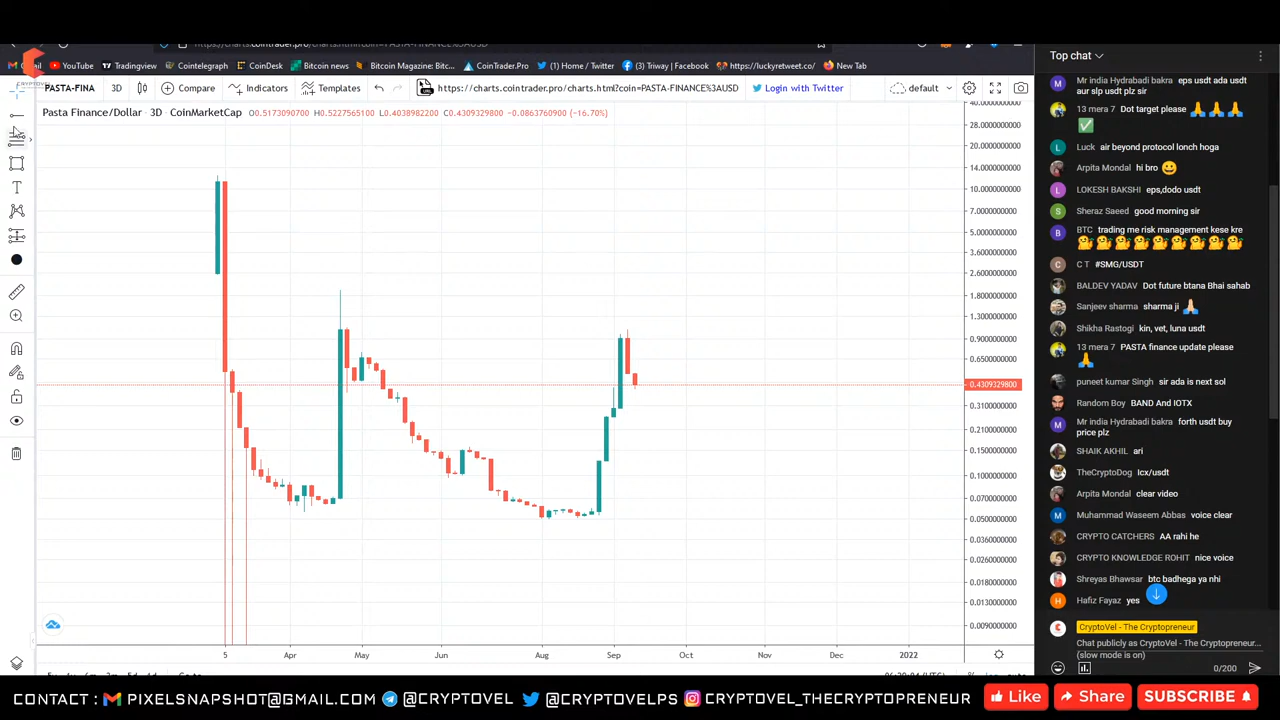 https://charts.cointrader.pro/charts.html?coin=PASTA-FINANCE%3AUSD
YouTube
Tradingview
Cointelegraph
CoinDesk
Bitcoin news
Bitcoin Magazine: Bitc...
CoinTrader.Pro
Home / Twitter
(3) Triway | Facebook
https://luckyretweet.co/
New Tab
CRYPTOVEL
PASTA-FINA
3D
Compare
Indicators
Templates
https://charts.cointrader.pro/charts.html?coin=PASTA-FINANCE%3AUSD
Login with Twitter
default
Pasta Finance/Dollar · 3D · CoinMarketCap O0.5173090700 H0.5227565100 L0.4038982200 C0.4309329800 −0.0863760900 (−16.70%)
28.0000000000
20.0000000000
14.0000000000
10.0000000000
7.0000000000
5.0000000000
3.6000000000
2.6000000000
1.8000000000
1.3000000000
0.9000000000
0.6500000000
0.4309329800
0.3100000000
0.2100000000
0.1500000000
0.1000000000
0.0700000000
0.0500000000
0.0360000000
0.0260000000
0.0180000000
0.0130000000
0.0090000000
5
Apr
May
Jun
Aug
Sep
Oct
Nov
Dec
2022
Top chat
Mr india Hydrabadi bakra eps usdt ada usdt
aur slp usdt plz sir
13 mera 7 Dot target please
Luck air beyond protocol lonch hoga
Arpita Mondal hi bro
LOKESH BAKSHI eps,dodo usdt
Sheraz Saeed good morning sir
BTC trading me risk management kese kre
C T #SMG/USDT
BALDEV YADAV Dot future btana Bhai sahab
Sanjeev sharma sharma ji
Shikha Rastogi kin, vet, luna usdt
13 mera 7 PASTA finance update please
puneet kumar Singh sir ada is next sol
Random Boy BAND And IOTX
Mr india Hydrabadi bakra forth usdt buy
price plz
SHAIK AKHIL ari
TheCryptoDog Icx/usdt
Arpita Mondal clear video
Muhammad Waseem Abbas voice clear
CRYPTO CATCHERS AA rahi he
CRYPTO KNOWLEDGE ROHIT nice voice
Shreyas Bhawsar btc badhega ya nhi
Hafiz Fayaz yes
CryptoVel - The Cryptopreneur
Chat publicly as CryptoVel - The Cryptopreneur...
(slow mode is on)
0/200
CONTACT : PIXELSNAPSHOT@GMAIL.COM @CRYPTOVEL @CRYPTOVELPS CRYPTOVEL_THECRYPTOPRENEUR
Like
Share
SUBSCRIBE